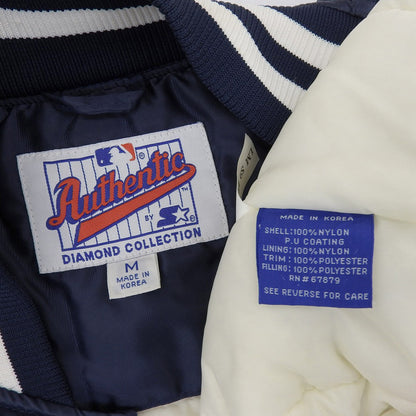 Authentic
BY
DIAMOND COLLECTION
M
MADE IN
KOREA
MADE IN KOREA
SHELL:100%NYLON
P.U COATING
LINING:100%NYLON
TRIM :100%POLYESTER
FILLING:100%POLYESTER
RN#67879
SEE REVERSE FOR CARE